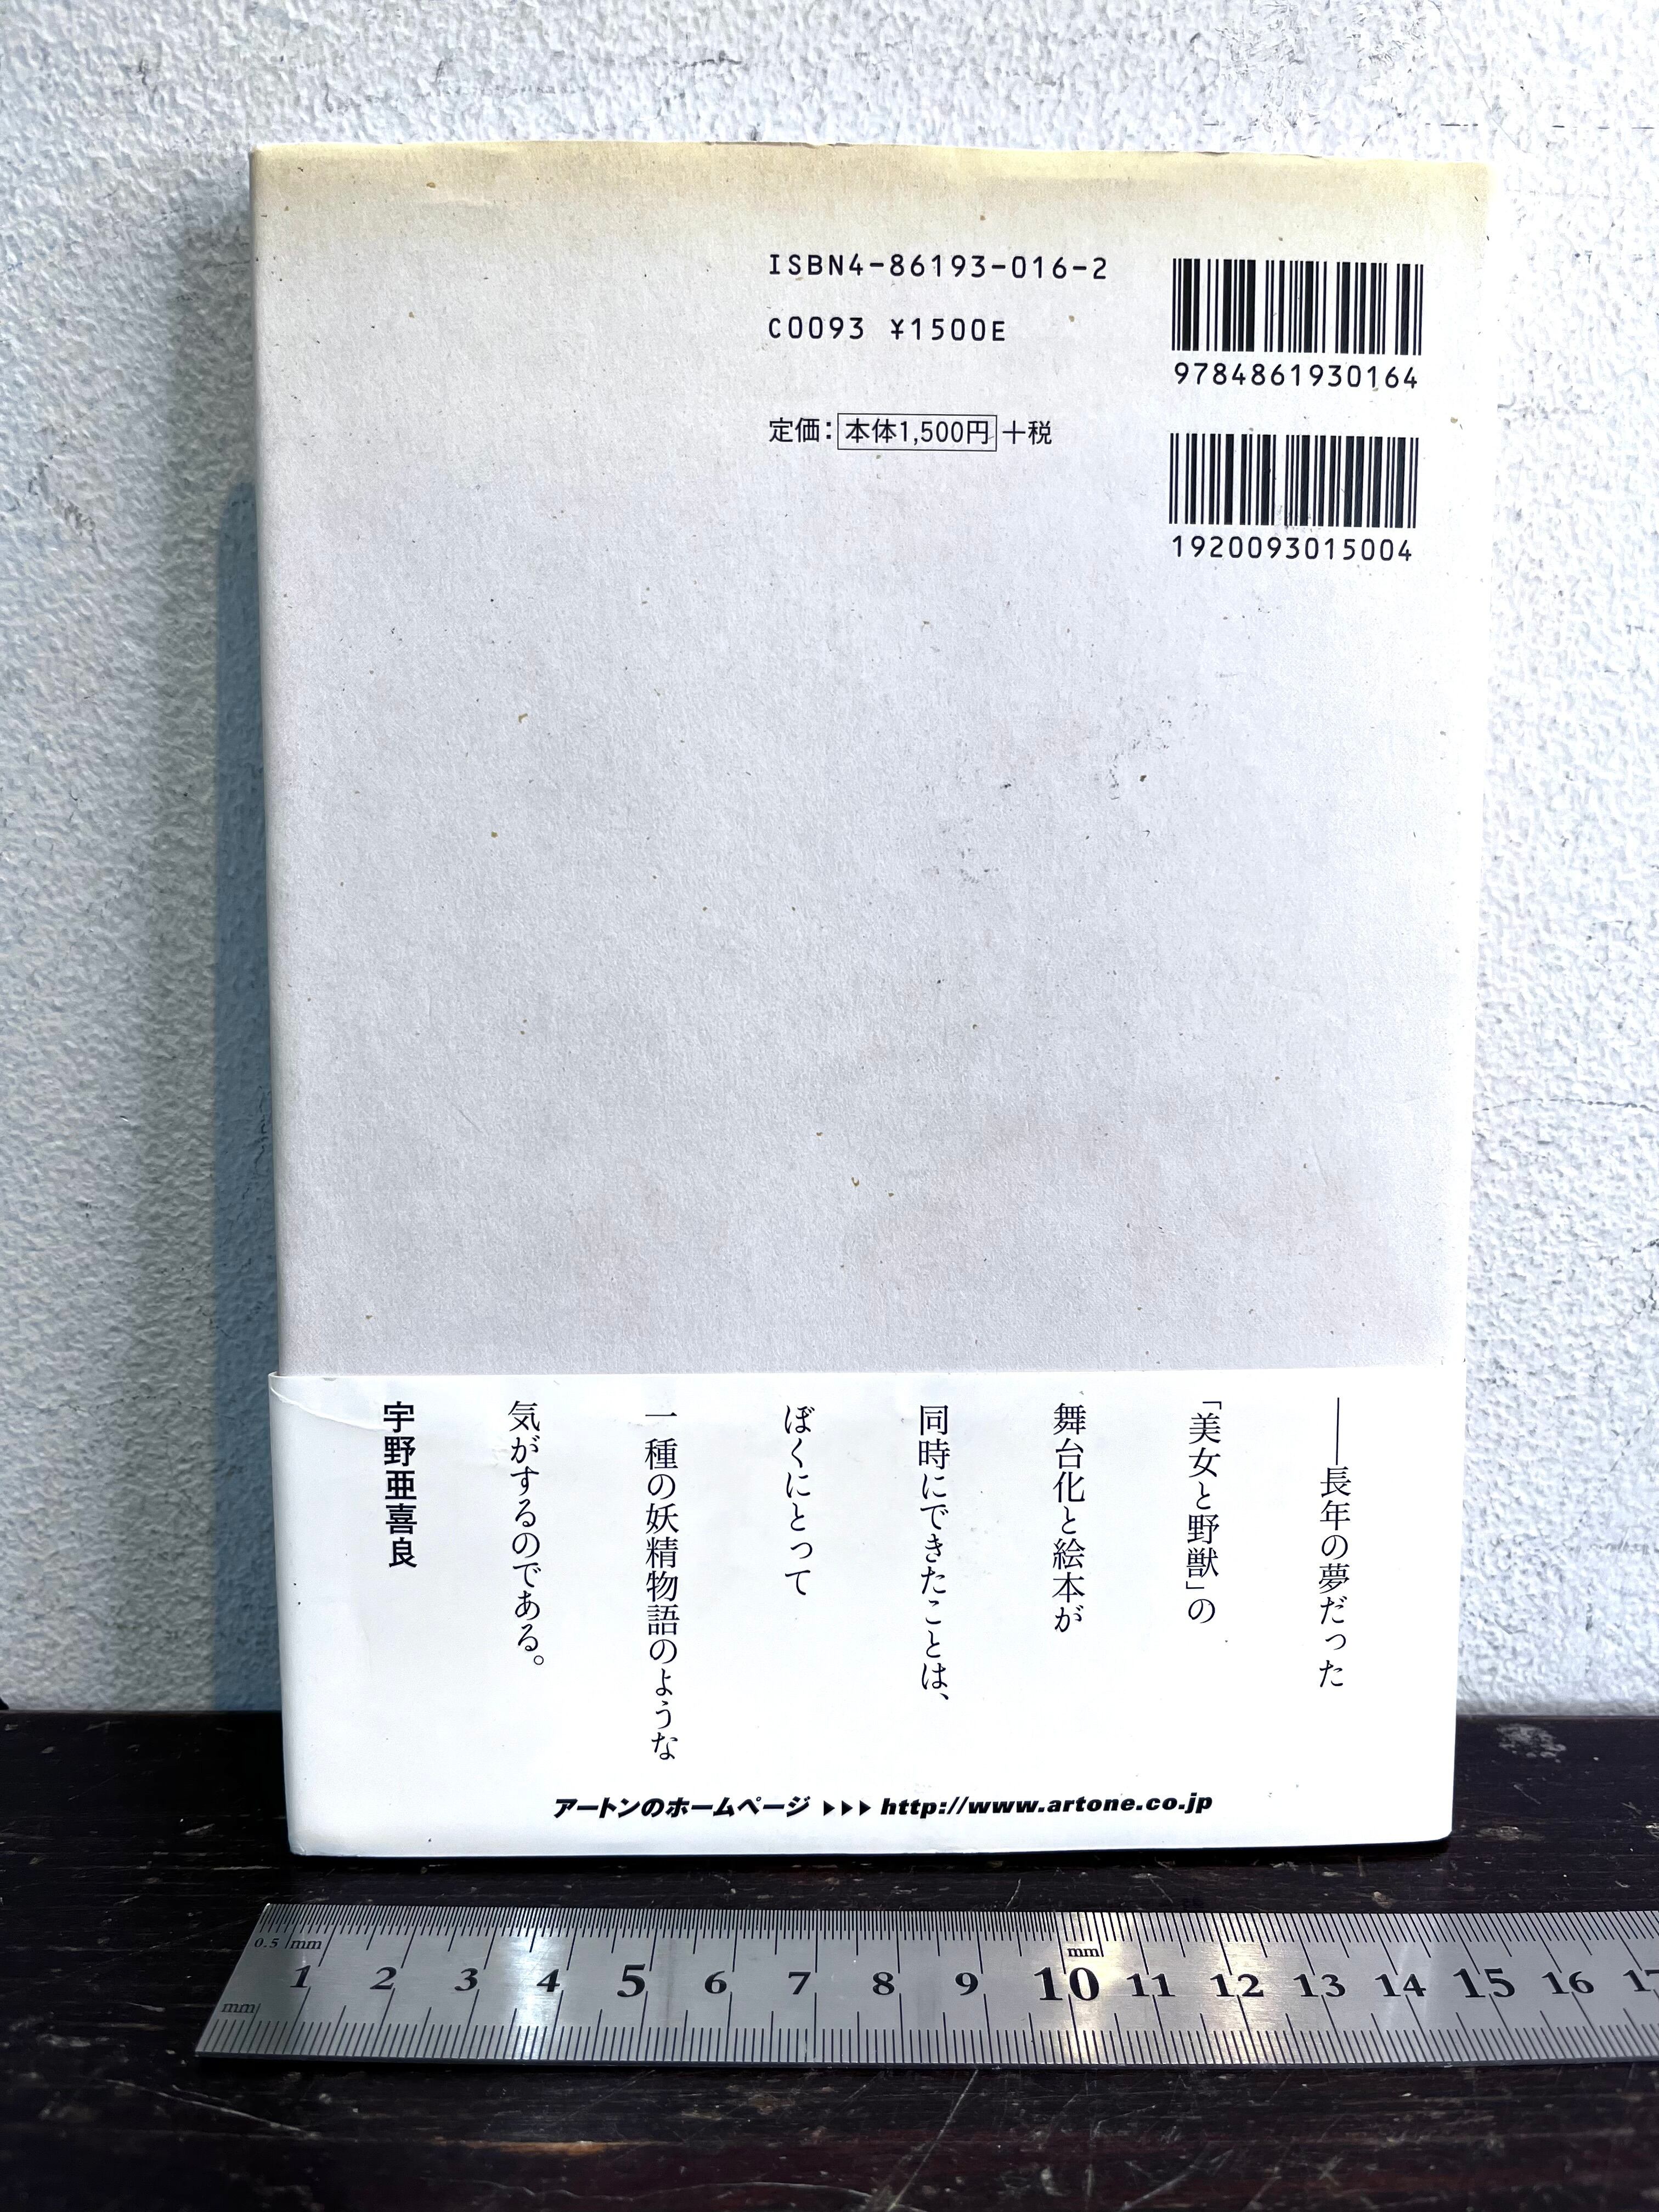 ISBN4-86193-016-2
C0093 ¥1500E
定価：本体1,500円+税
9784861930164
1920093015004
――長年の夢だった
「美女と野獣」の
舞台化と絵本が
同時にできたことは、
ぼくにとって
一種の妖精物語のような
気がするのである。
宇野亜喜良
アートンのホームページ ▶▶▶ http://www.artone.co.jp
0.5 mm
mm
mm
1 2 3 4 5 6 7 8 9 10 11 12 13 14 15 16 17